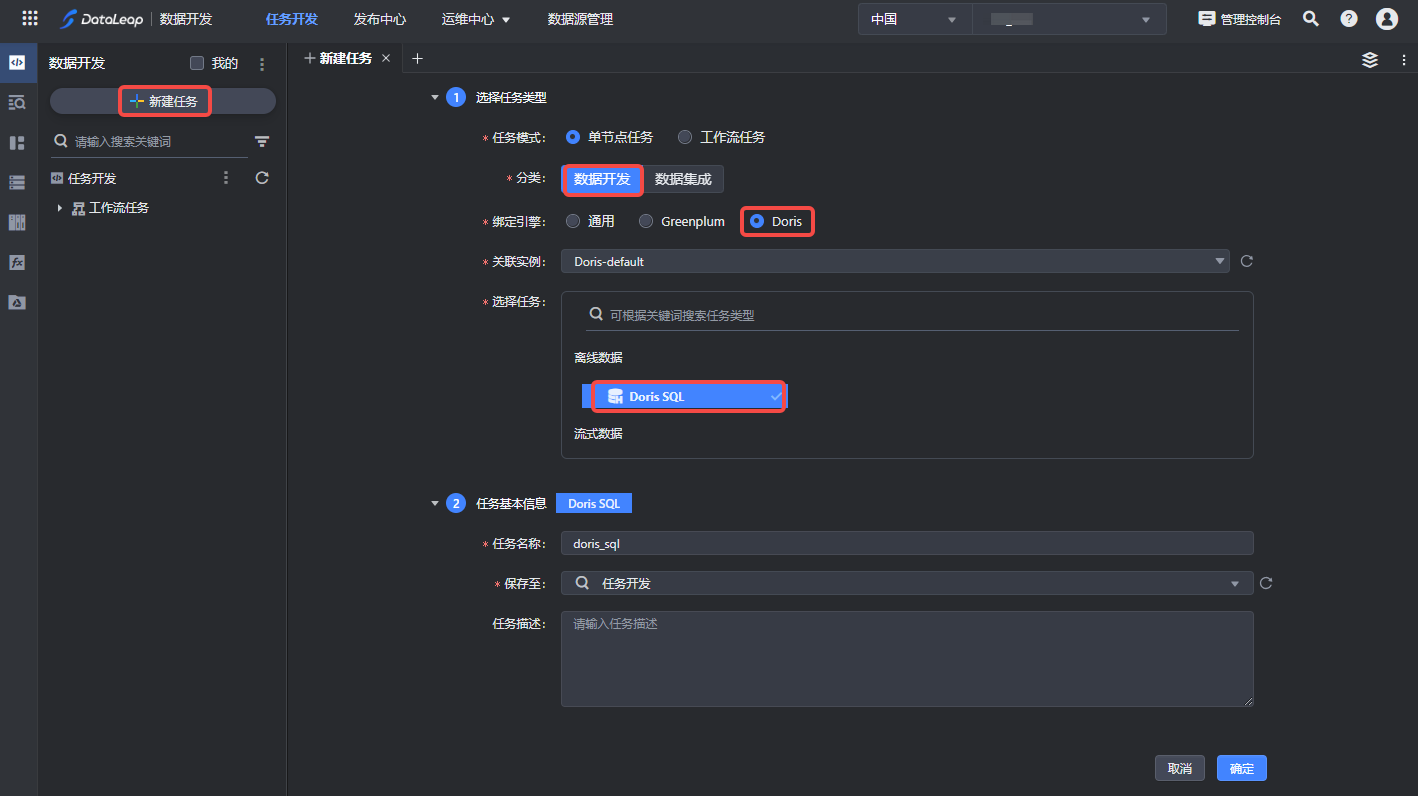 DataLeap 数据开发 任务开发 发布中心 运维中心 数据源管理 中国 管理控制台
数据开发 我的
新建任务
请输入搜索关键词
任务开发
工作流任务
新建任务
1 选择任务类型
* 任务模式: 单节点任务 工作流任务
* 分类: 数据开发 数据集成
* 绑定引擎: 通用 Greenplum Doris
* 关联实例: Doris-default
* 选择任务: 可根据关键词搜索任务类型
离线数据
Doris SQL
流式数据
2 任务基本信息 Doris SQL
* 任务名称: doris_sql
* 保存至: 任务开发
任务描述: 请输入任务描述
取消 确定